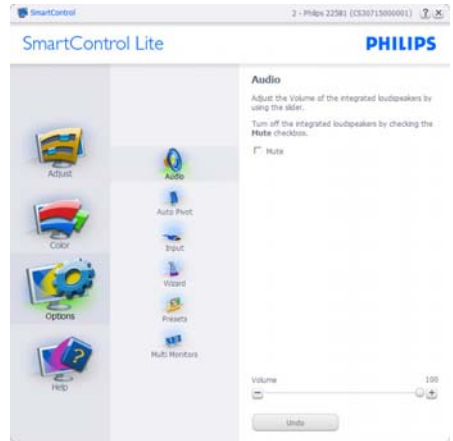 SmartControl
2 - Philips 225B1 (CS30715000001)
? X
SmartControl Lite
PHILIPS
Adjust
Color
Options
Help
Audio
Auto Pivot
Input
Wizard
Presets
Multi Monitors
Audio
Adjust the Volume of the integrated loudspeakers by
using the slider.
Turn off the integrated loudspeakers by checking the
Mute checkbox.
Mute
Volume
100
Undo